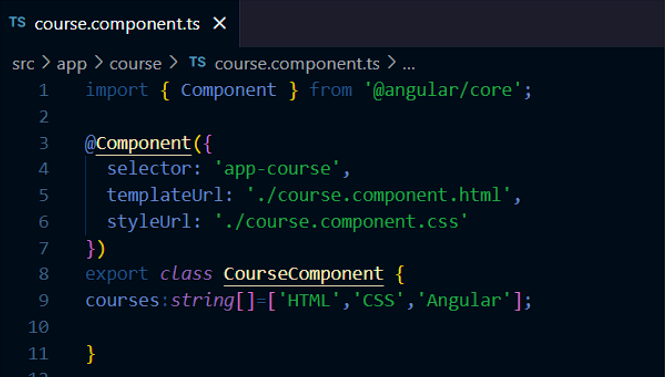 TS course.component.ts ✕
src > app > course > TS course.component.ts > ...
1 import { Component } from '@angular/core';
2
3 @Component({
4   selector: 'app-course',
5   templateUrl: './course.component.html',
6   styleUrl: './course.component.css'
7 })
8 export class CourseComponent {
9 courses:string[]=['HTML','CSS','Angular'];
10
11 }
12